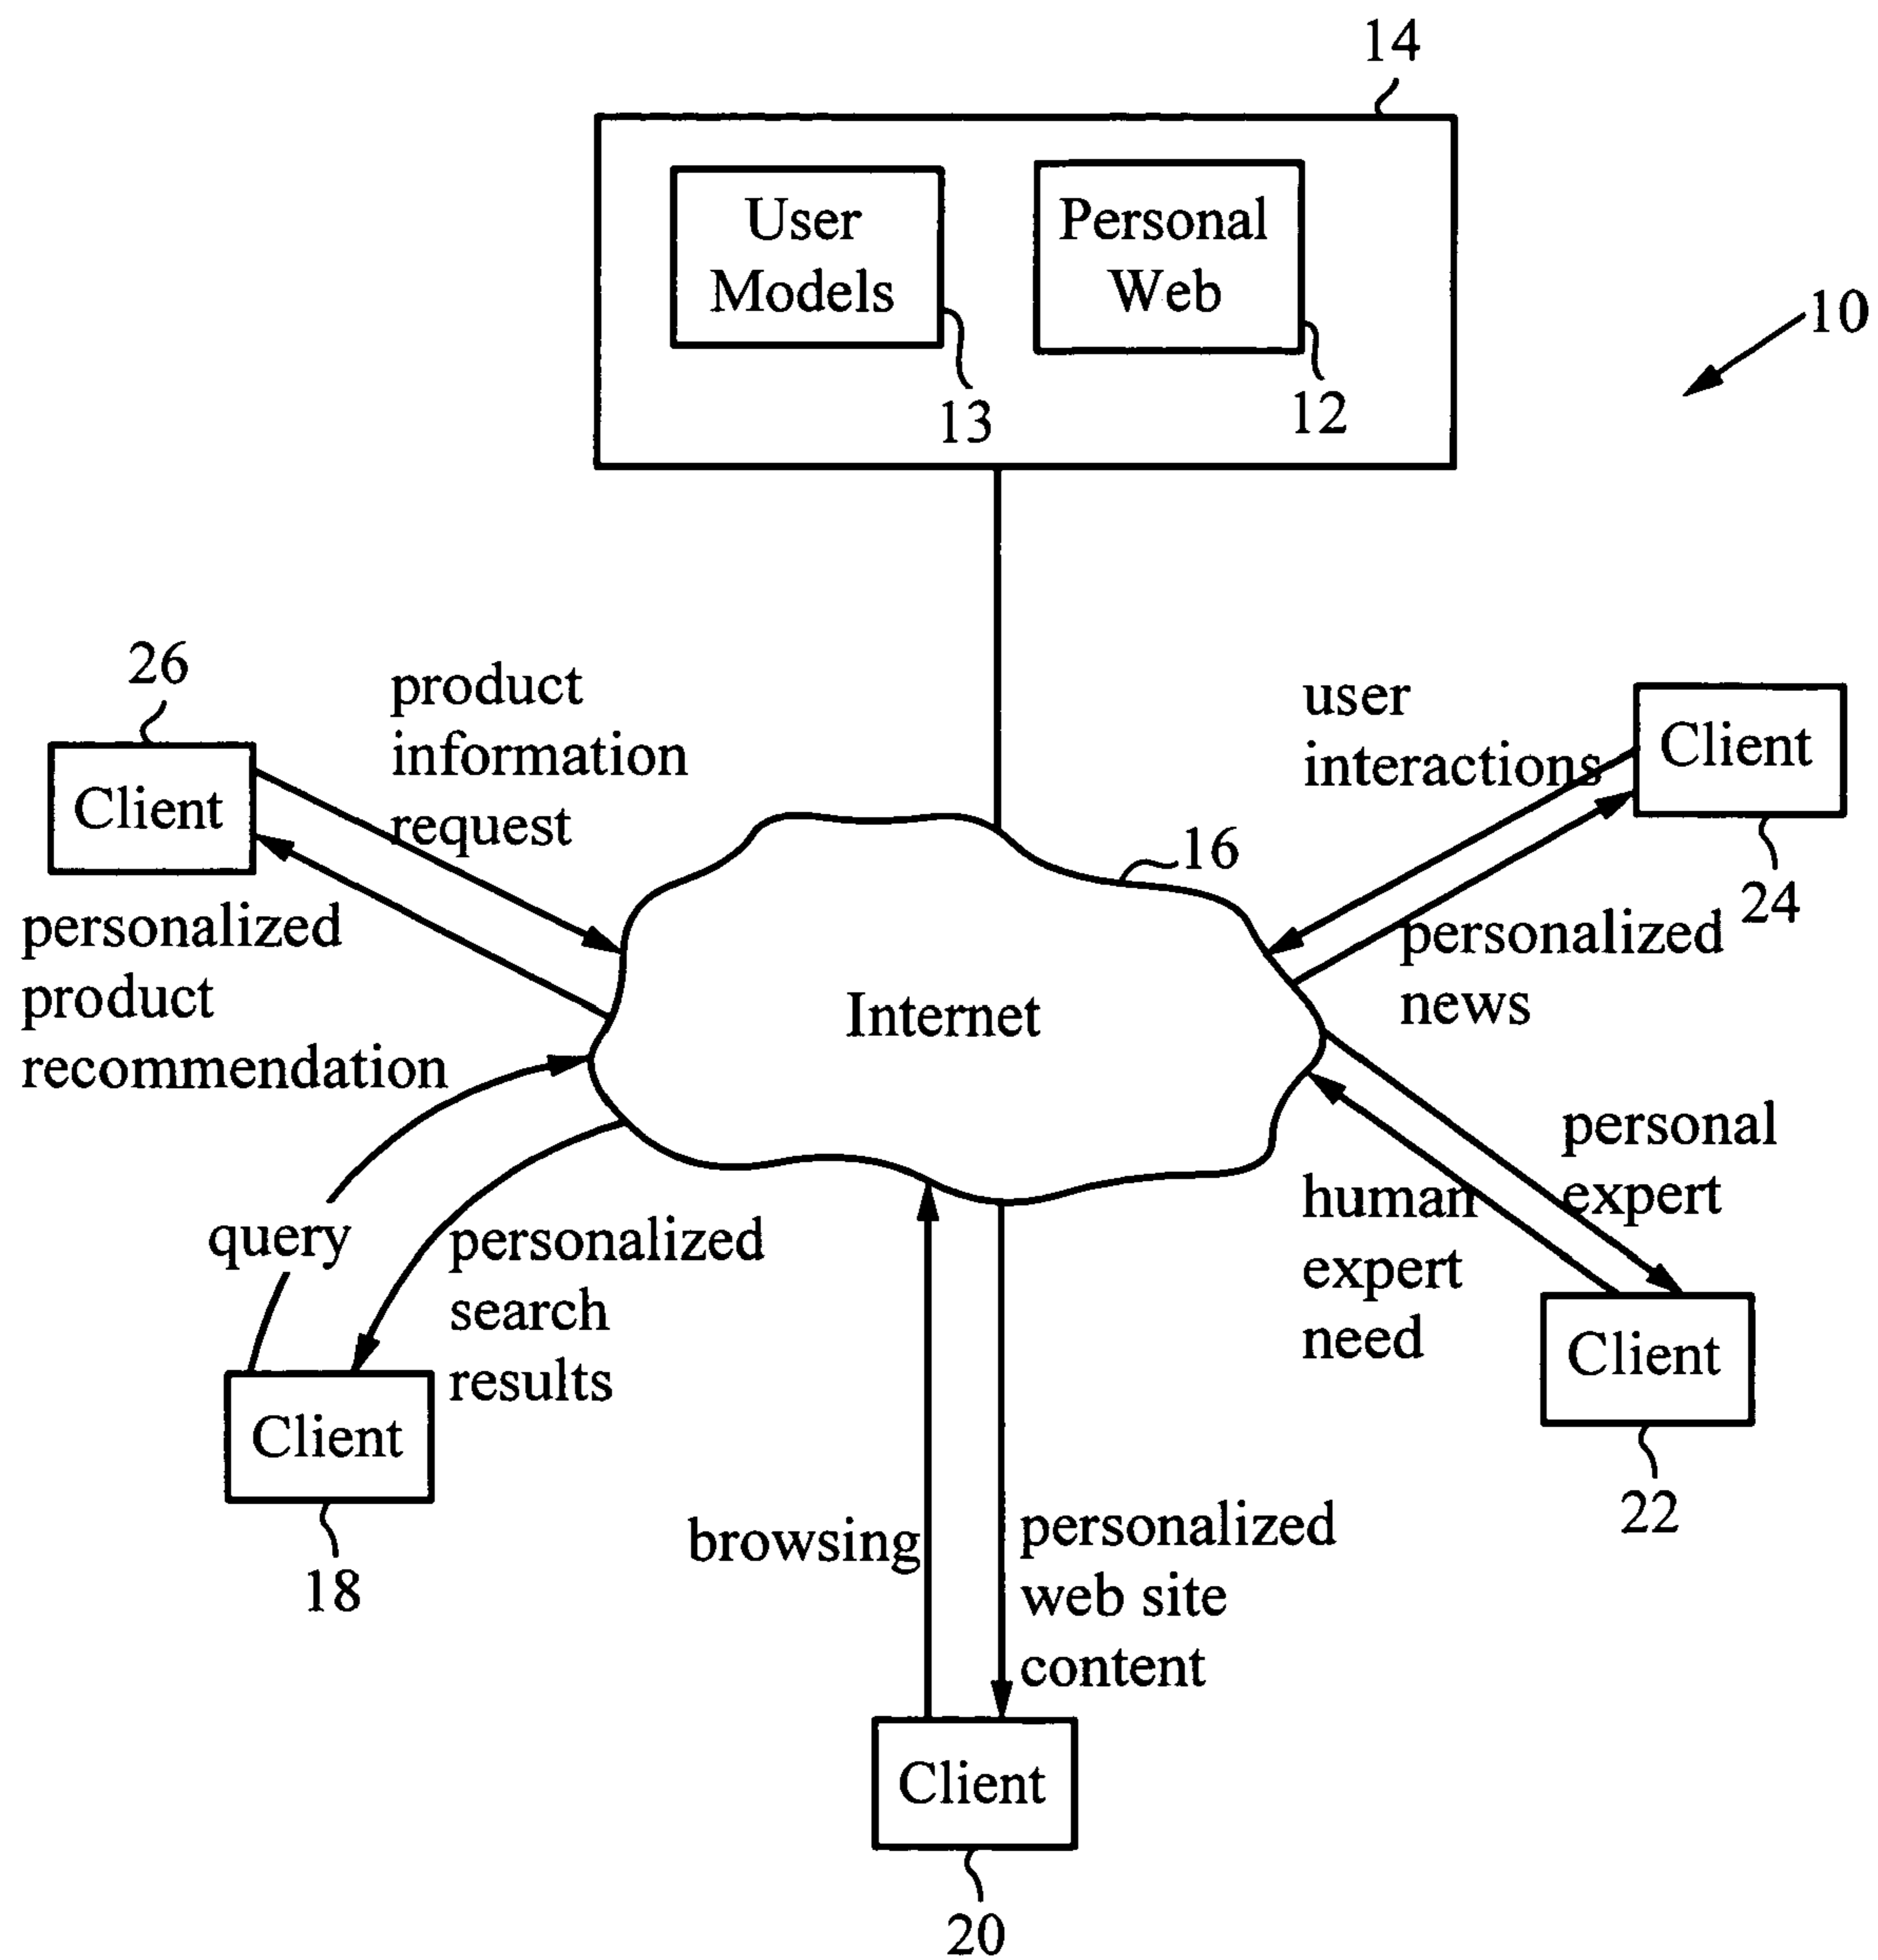 14
User
Models
Personal
Web
10
13
12
26
product
information
request
Client
user
interactions
Client
16
24
personalized
product
recommendation
personalized
news
Internet
query
personalized
search
results
personal
expert
human
expert
need
Client
18
Client
22
browsing
personalized
web site
content
Client
20